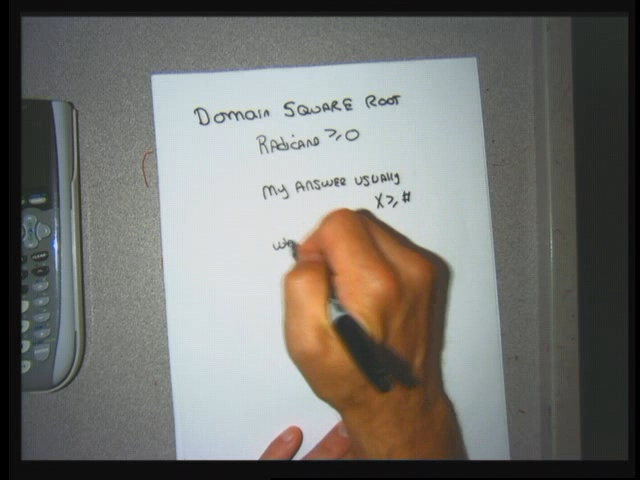 Domain SQUARE ROOT
Radicand ≥ 0
My ANSWER USUALLY
X ≥ #